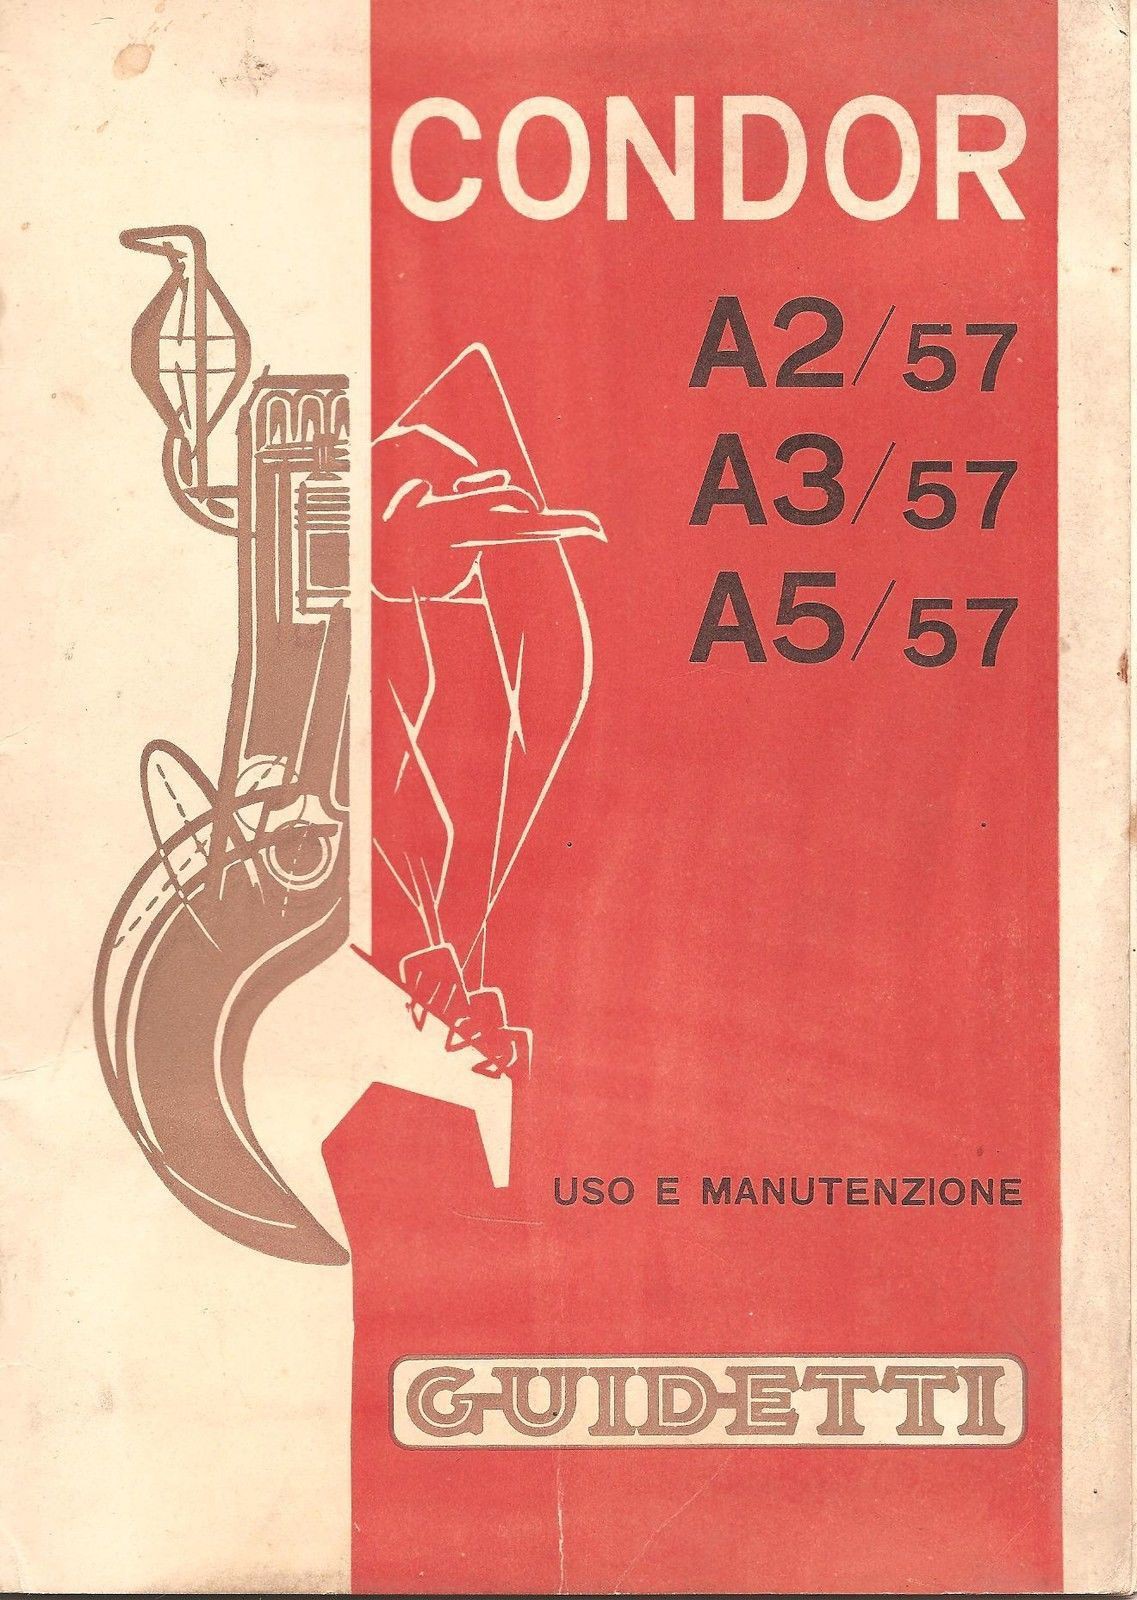 CONDOR
A2/57
A3/57
A5/57
USO E MANUTENZIONE
GUIDETTI